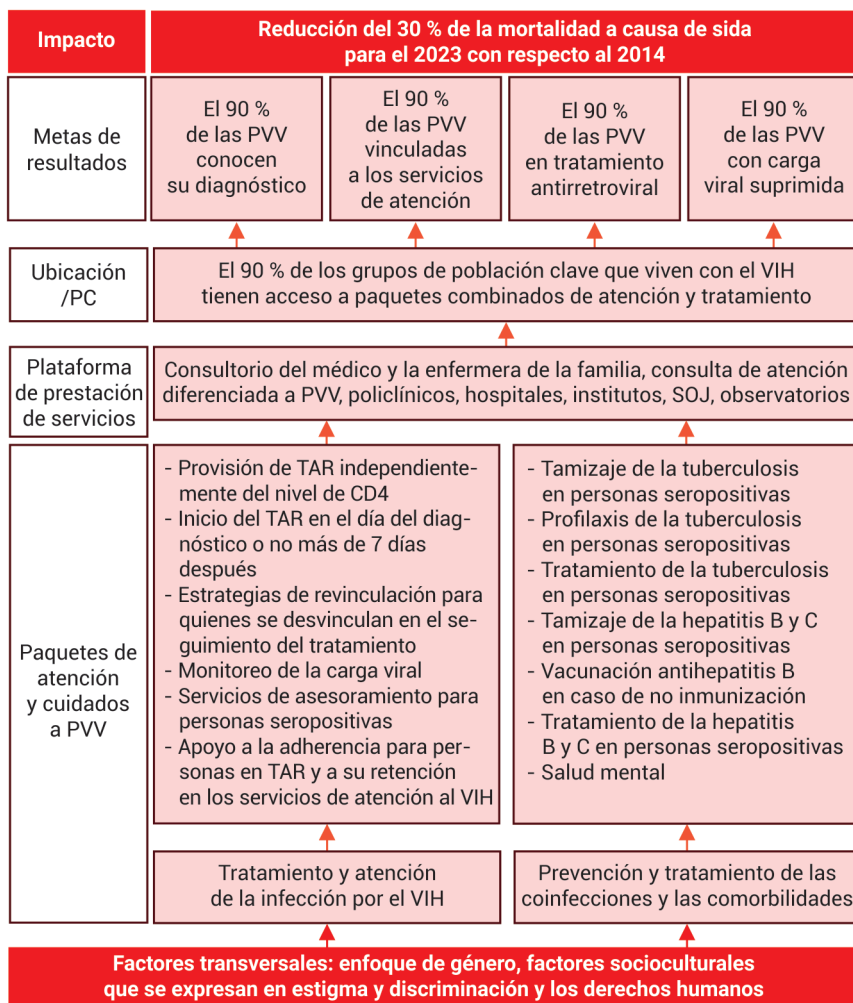 Impacto
Reducción del 30 % de la mortalidad a causa de sida
para el 2023 con respecto al 2014
Metas de
resultados
El 90 %
de las PVV
conocen
su diagnóstico
El 90 %
de las PVV
vinculadas
a los servicios
de atención
El 90 %
de las PVV
en tratamiento
antirretroviral
El 90 %
de las PVV
con carga
viral suprimida
Ubicación
/PC
El 90 % de los grupos de población clave que viven con el VIH
tienen acceso a paquetes combinados de atención y tratamiento
Plataforma
de prestación
de servicios
Consultorio del médico y la enfermera de la familia, consulta de atención
diferenciada a PVV, policlínicos, hospitales, institutos, SOJ, observatorios
Paquetes de
atención
y cuidados
a PVV
- Provisión de TAR independiente-
mente del nivel de CD4
- Inicio del TAR en el día del diag-
nóstico o no más de 7 días
después
- Estrategias de revinculación para
quienes se desvinculan en el se-
guimiento del tratamiento
- Monitoreo de la carga viral
- Servicios de asesoramiento para
personas seropositivas
- Apoyo a la adherencia para per-
sonas en TAR y a su retención
en los servicios de atención al VIH
- Tamizaje de la tuberculosis
en personas seropositivas
- Profilaxis de la tuberculosis
en personas seropositivas
- Tratamiento de la tuberculosis
en personas seropositivas
- Tamizaje de la hepatitis B y C
en personas seropositivas
- Vacunación antihepatitis B
en caso de no inmunización
- Tratamiento de la hepatitis
B y C en personas seropositivas
- Salud mental
Tratamiento y atención
de la infección por el VIH
Prevención y tratamiento de las
coinfecciones y las comorbilidades
Factores transversales: enfoque de género, factores socioculturales
que se expresan en estigma y discriminación y los derechos humanos